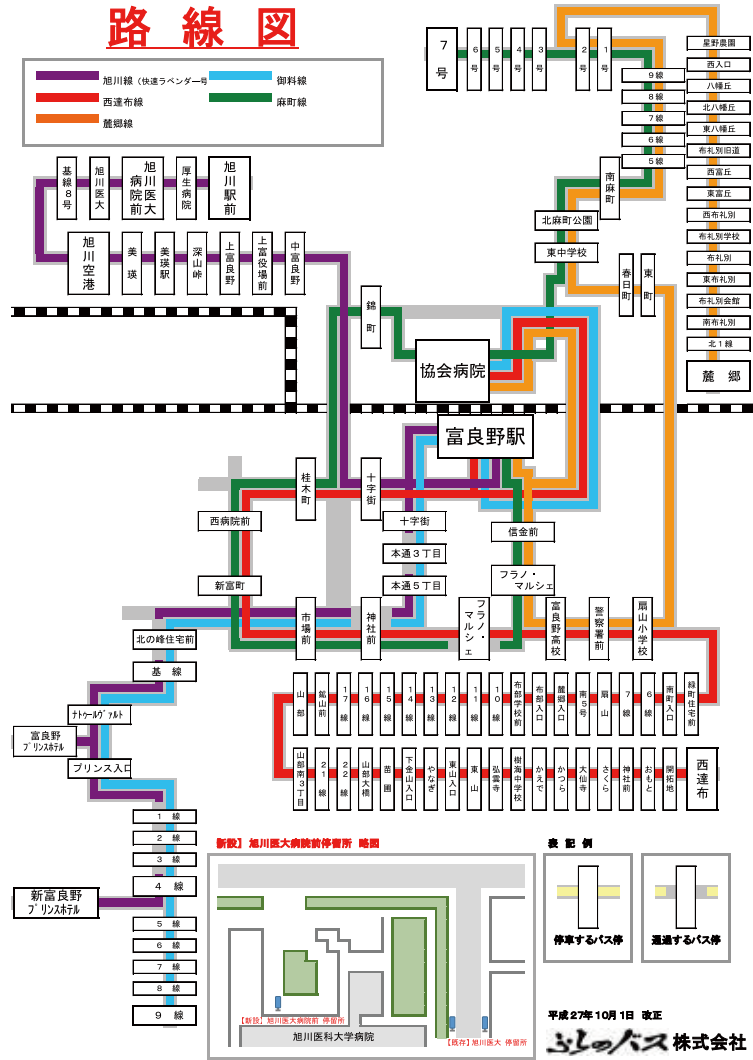 路線図
旭川線（快速ラベンダー号
御料線
西達布線
麻町線
麓郷線
7号
6号
5号
4号
3号
2号
1号
9線
8線
7線
6線
5線
南麻町
北麻町公園
東中学校
春日町
東町
星野農園
西入口
八幡丘
北八幡丘
東八幡丘
布礼別旧道
西富丘
東富丘
西布礼別
布礼別学校
布礼別
東布礼別
布礼別会館
南布礼別
北1線
麓郷
基線8号
旭川医大
旭川医大病院前
厚生病院
旭川駅前
旭川空港
美瑛
美瑛駅
深山峠
上富良野
上富役場前
中富良野
錦町
協会病院
富良野駅
桂木町
十字街
西病院前
十字街
信金前
本通3丁目
新富町
本通5丁目
フラノ・マルシェ
北の峰住宅前
市場前
神社前
フラノ・マルシェ
富良野高校
警察署前
扇山小学校
基線
ナトゥールヴァルト
富良野プリンスホテル
プリンス入口
山部
鉱山前
17線
16線
15線
14線
13線
12線
11線
10線
布部学校前
布部入口
麓郷入口
南5号
扇山
7線
6線
南町入口
緑町住宅前
山部南3丁目
21線
22線
山部大橋
苗圃
下金山入口
やなぎ
東山入口
東山
弘雲寺
樹海中学校
かえで
かつら
大仙寺
さくら
神社前
おもと
開拓地
西達布
1線
2線
3線
4線
新富良野プリンスホテル
5線
6線
7線
8線
9線
新設】旭川医大病院前停留所 略図
【新設】旭川医大病院前 停留所
旭川医科大学病院
【既存】旭川医大 停留所
表記例
停車するバス停
通過するバス停
平成27年10月1日 改正
ふらのバス株式会社